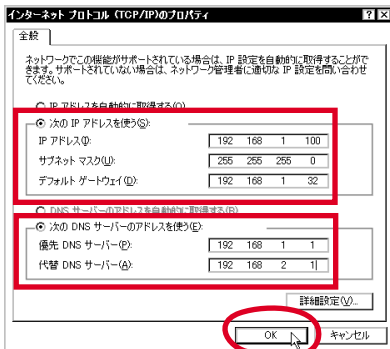 インターネット プロトコル (TCP/IP)のプロパティ
全般
ネットワークでこの機能がサポートされている場合は、IP 設定を自動的に取得することがで
きます。サポートされていない場合は、ネットワーク管理者に適切な IP 設定を問い合わせ
てください。
IP アドレスを自動的に取得する(O)
次の IP アドレスを使う(S):
IP アドレス(I): 192 168 1 100
サブネット マスク(U): 255 255 255 0
デフォルト ゲートウェイ(D): 192 168 1 32
DNS サーバーのアドレスを自動的に取得する(B)
次の DNS サーバーのアドレスを使う(E):
優先 DNS サーバー(P): 192 168 1 1
代替 DNS サーバー(A): 192 168 2 1
詳細設定(V)...
OK キャンセル